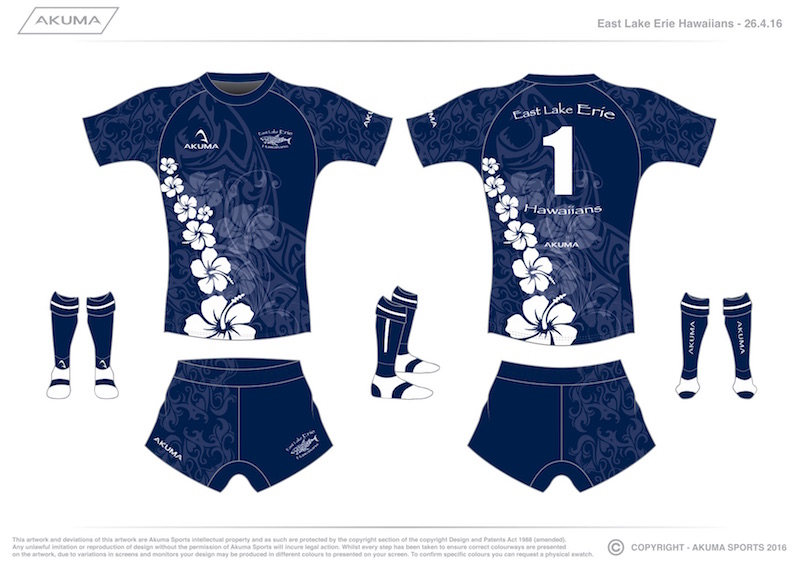 AKUMA
East Lake Erie Hawaiians - 26.4.16
AKUMA
East Lake Erie
Hawaiians
AKUMA
AKUMA
East Lake Erie
1
Hawaiians
AKUMA
AKUMA
AKUMA
AKUMA
East Lake Erie
Hawaiians
This artwork and deviations of this artwork are Akuma Sports intellectual property and as such are protected by the copyright section of the copyright Design and Patents Act 1988 (amended).
Any unlawful imitation or reproduction of design without the permission of Akuma Sports will incure legal action. Whilst every step has been taken to ensure correct colourways are presented
on the artwork, due to variations in screens and monitors your design may be produced in different colours to presented on your screen. To confirm specific colours you can request a physical swatch.
© COPYRIGHT - AKUMA SPORTS 2016